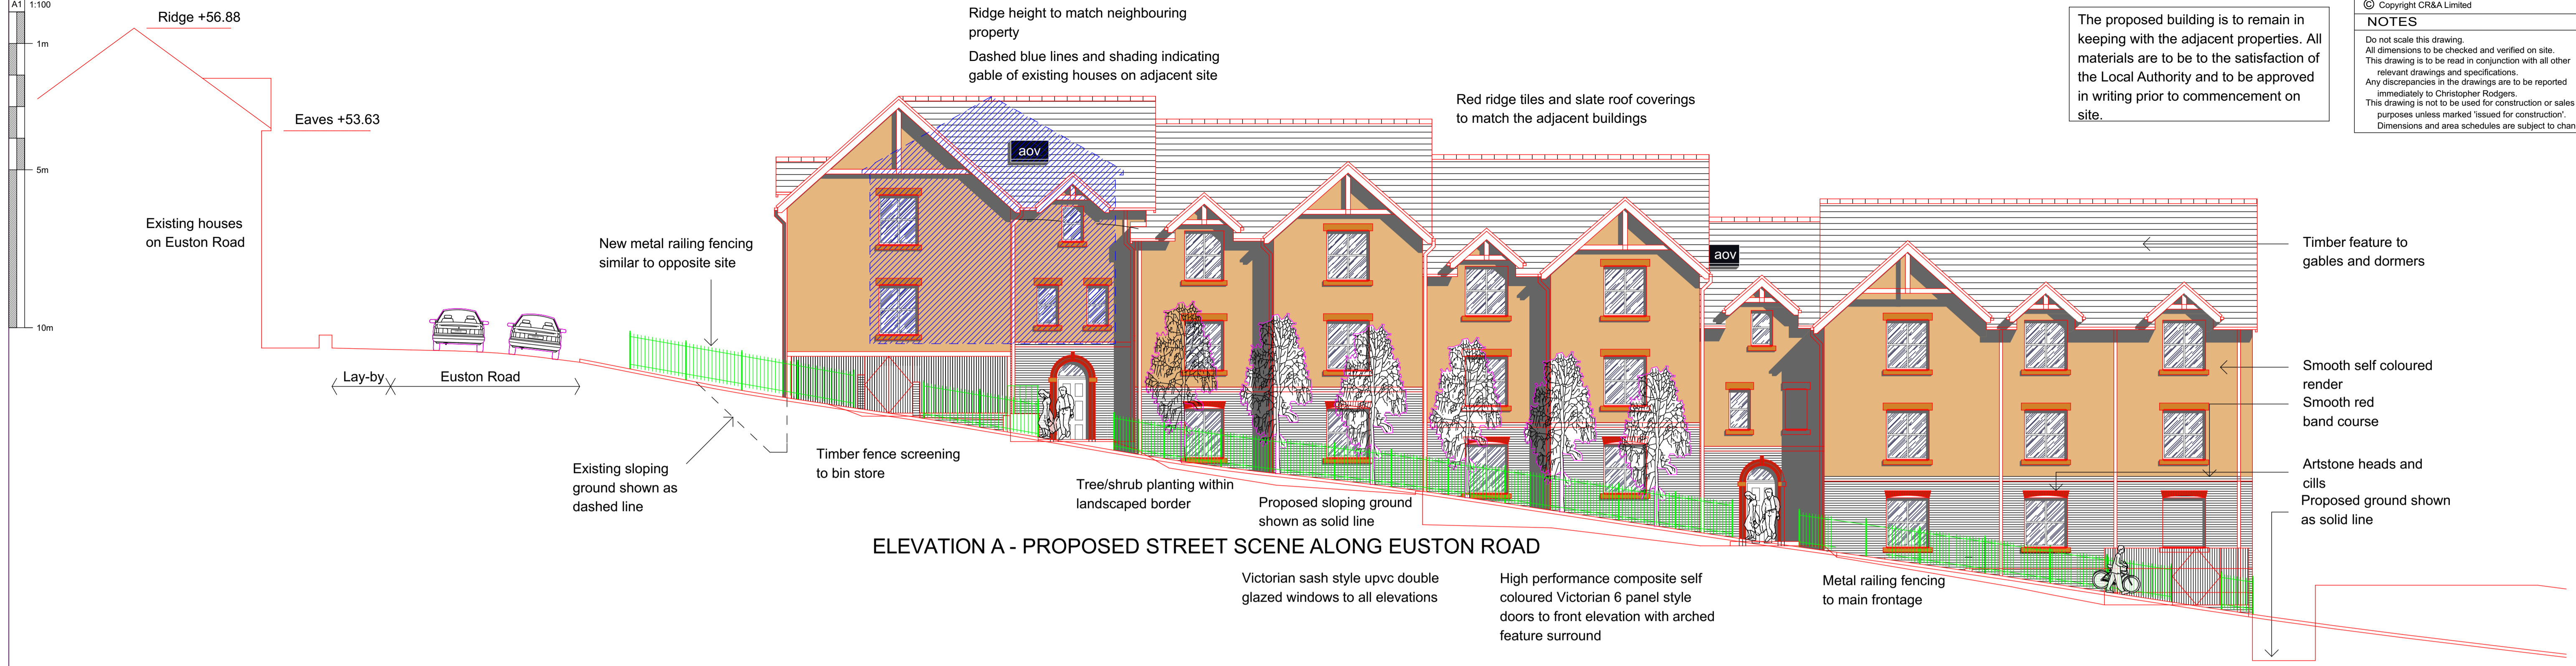 A1 1:100
1m
5m
10m
Ridge +56.88
Eaves +53.63
Existing houses
on Euston Road
Lay-by
Euston Road
New metal railing fencing
similar to opposite site
Existing sloping
ground shown as
dashed line
Timber fence screening
to bin store
Ridge height to match neighbouring
property
Dashed blue lines and shading indicating
gable of existing houses on adjacent site
aov
Red ridge tiles and slate roof coverings
to match the adjacent buildings
aov
Tree/shrub planting within
landscaped border
Proposed sloping ground
shown as solid line
ELEVATION A - PROPOSED STREET SCENE ALONG EUSTON ROAD
Victorian sash style upvc double
glazed windows to all elevations
High performance composite self
coloured Victorian 6 panel style
doors to front elevation with arched
feature surround
Metal railing fencing
to main frontage
Timber feature to
gables and dormers
Smooth self coloured
render
Smooth red
band course
Artstone heads and
cills
Proposed ground shown
as solid line
The proposed building is to remain in
keeping with the adjacent properties. All
materials are to be to the satisfaction of
the Local Authority and to be approved
in writing prior to commencement on
site.
© Copyright CR&A Limited
NOTES
Do not scale this drawing.
All dimensions to be checked and verified on site.
This drawing is to be read in conjunction with all other
relevant drawings and specifications.
Any discrepancies in the drawings are to be reported
immediately to Christopher Rodgers.
This drawing is not to be used for construction or sales
purposes unless marked 'issued for construction'.
Dimensions and area schedules are subject to chan